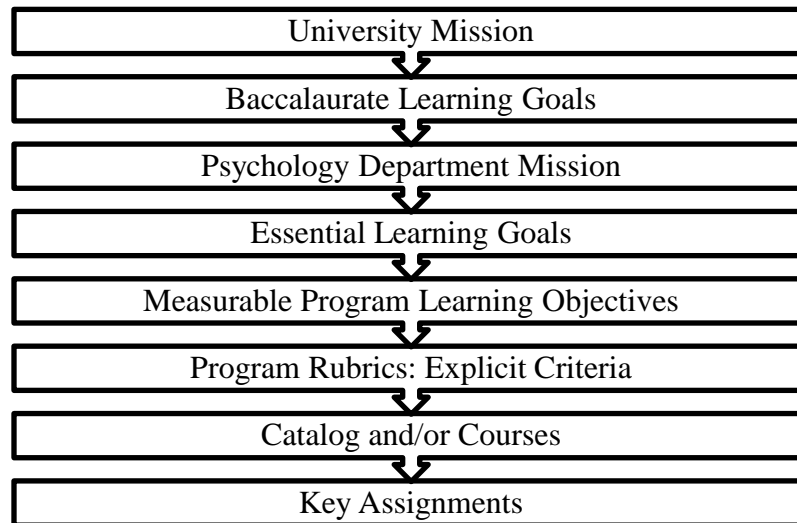 University Mission
Baccalaurate Learning Goals
Psychology Department Mission
Essential Learning Goals
Measurable Program Learning Objectives
Program Rubrics: Explicit Criteria
Catalog and/or Courses
Key Assignments